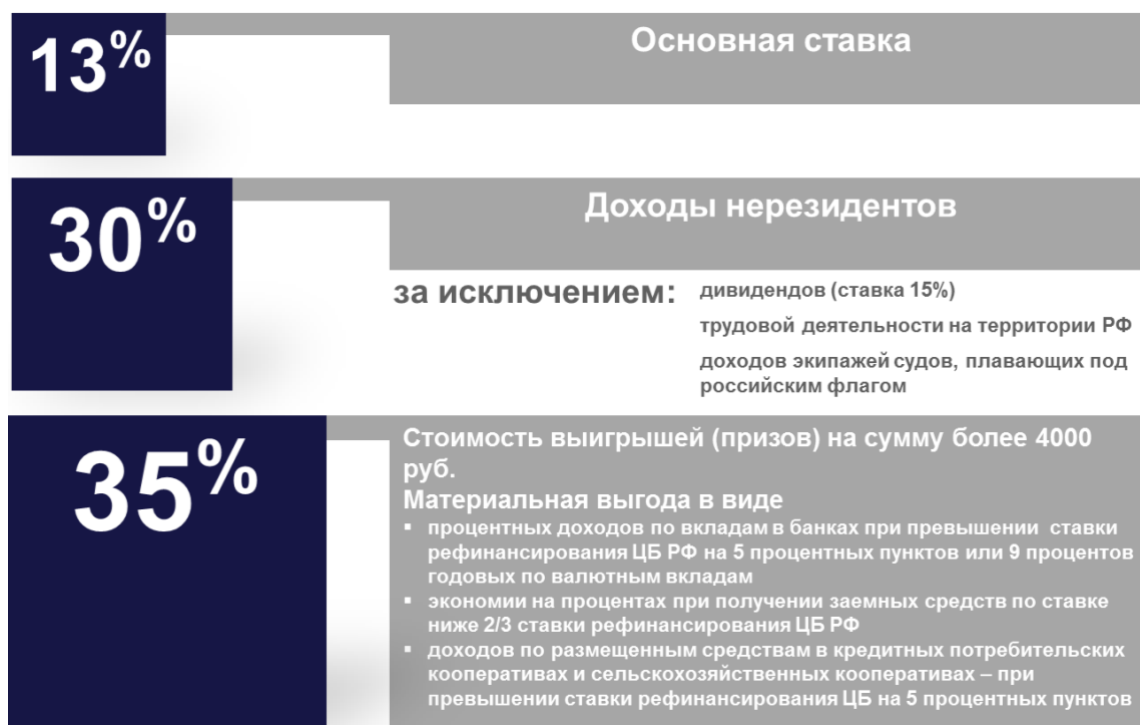 13%
Основная ставка
30%
Доходы нерезидентов
за исключением:
дивидендов (ставка 15%)
трудовой деятельности на территории РФ
доходов экипажей судов, плавающих под
российским флагом
35%
Стоимость выигрышей (призов) на сумму более 4000
руб.
Материальная выгода в виде
▪ процентных доходов по вкладам в банках при превышении ставки
рефинансирования ЦБ РФ на 5 процентных пунктов или 9 процентов
годовых по валютным вкладам
▪ экономии на процентах при получении заемных средств по ставке
ниже 2/3 ставки рефинансирования ЦБ РФ
▪ доходов по размещенным средствам в кредитных потребительских
кооперативах и сельскохозяйственных кооперативах – при
превышении ставки рефинансирования ЦБ на 5 процентных пунктов